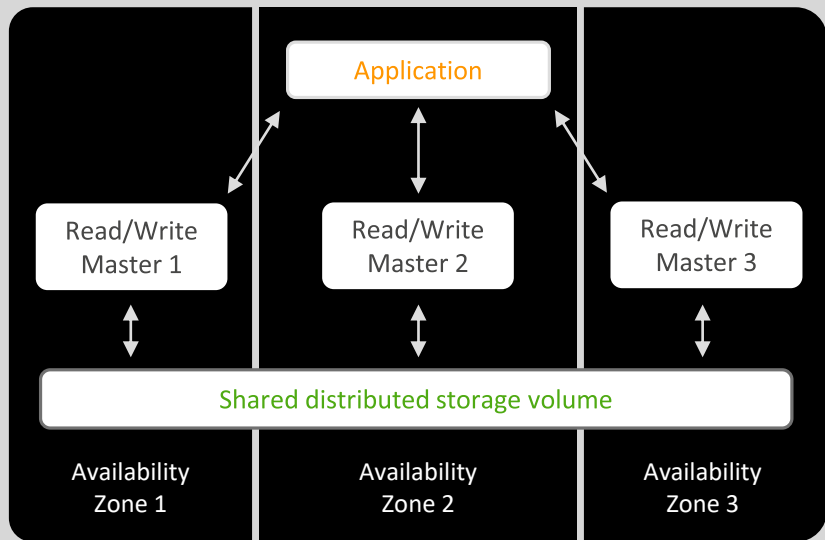 Application
Read/Write
Master 1
Read/Write
Master 2
Read/Write
Master 3
Shared distributed storage volume
Availability
Zone 1
Availability
Zone 2
Availability
Zone 3